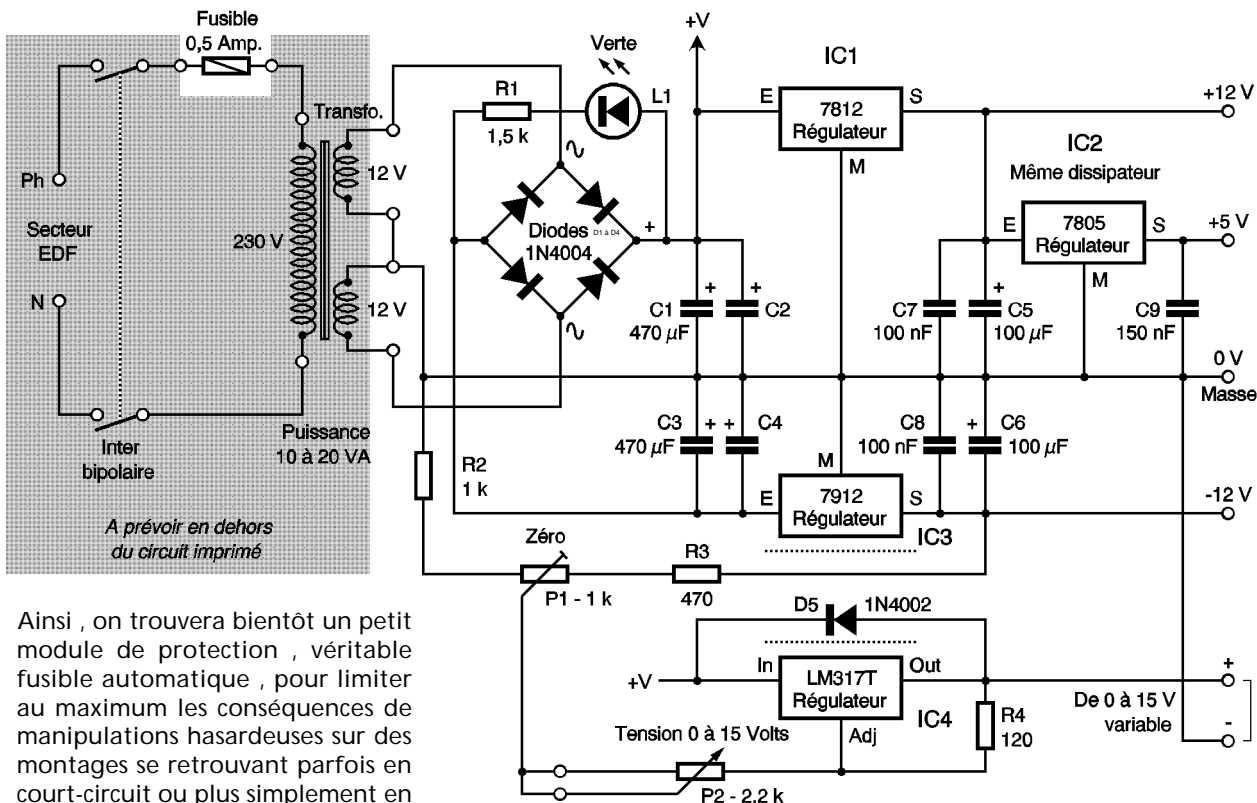 Fusible
0,5 Amp.
Ph
Secteur
EDF
N
230 V
Transfo.
12 V
12 V
Puissance
10 à 20 VA
Inter
bipolaire
A prévoir en dehors
du circuit imprimé
R1
1,5 k
Verte
L1
∿
Diodes D1 à D4
1N4004
∿
+
+V
IC1
E
7812
Régulateur
S
M
+12 V
IC2
Même dissipateur
E
7805
Régulateur
S
M
+5 V
C1
470 µF
+
C2
+
C7
100 nF
C5
100 µF
+
C9
150 nF
0 V
Masse
C3
470 µF
+
+
C4
C8
100 nF
+
C6
100 µF
R2
1 k
M
E
7912
Régulateur
S
IC3
-12 V
Zéro
P1 - 1 k
R3
470
D5
1N4002
+V
In
LM317T
Régulateur
Out
IC4
Adj
R4
120
De 0 à 15 V
variable
+
-
Tension 0 à 15 Volts
P2 - 2,2 k
Ainsi , on trouvera bientôt un petit
module de protection , véritable
fusible automatique , pour limiter
au maximum les conséquences de
manipulations hasardeuses sur des
montages se retrouvant parfois en
court-circuit ou plus simplement en